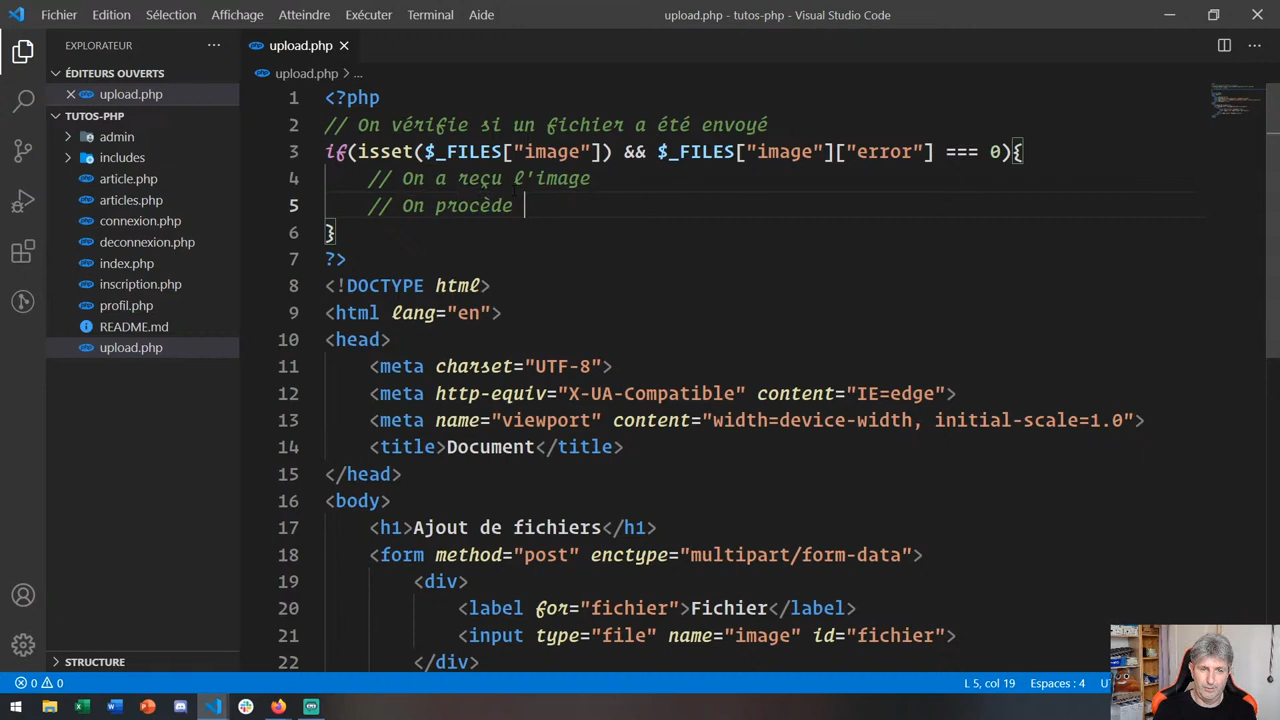 Fichier Edition Sélection Affichage Atteindre Exécuter Terminal Aide upload.php - tutos-php - Visual Studio Code
EXPLORATEUR ...
ÉDITEURS OUVERTS
upload.php
TUTOS-PHP
admin
includes
article.php
articles.php
connexion.php
deconnexion.php
index.php
inscription.php
profil.php
README.md
upload.php
STRUCTURE
upload.php
upload.php > ...
1 <?php
2 // On vérifie si un fichier a été envoyé
3 if(isset($_FILES["image"]) && $_FILES["image"]["error"] === 0){
4 // On a reçu l'image
5 // On procède
6 }
7 ?>
8 <!DOCTYPE html>
9 <html lang="en">
10 <head>
11 <meta charset="UTF-8">
12 <meta http-equiv="X-UA-Compatible" content="IE=edge">
13 <meta name="viewport" content="width=device-width, initial-scale=1.0">
14 <title>Document</title>
15 </head>
16 <body>
17 <h1>Ajout de fichiers</h1>
18 <form method="post" enctype="multipart/form-data">
19 <div>
20 <label for="fichier">Fichier</label>
21 <input type="file" name="image" id="fichier">
22 </div>
0 0 L 5, col 19 Espaces : 4